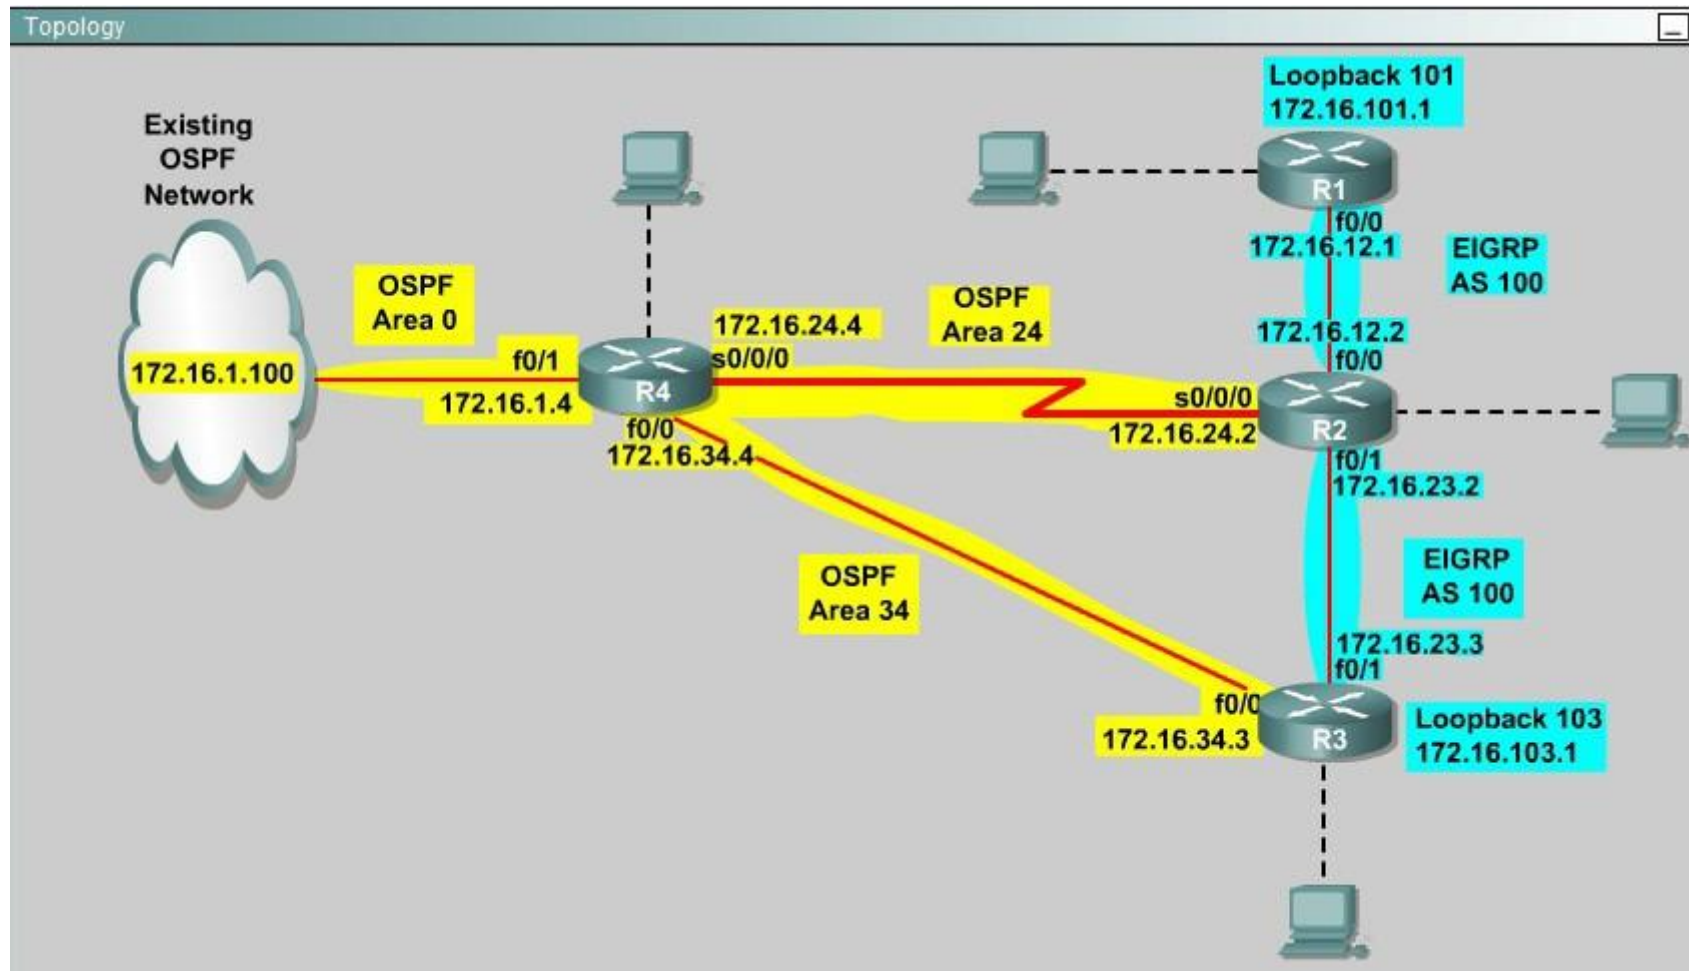 Topology
Existing
OSPF
Network
172.16.1.100
OSPF
Area 0
f0/1
172.16.1.4
R4
172.16.24.4
s0/0/0
f0/0
172.16.34.4
OSPF
Area 24
s0/0/0
172.16.24.2
OSPF
Area 34
f0/0
172.16.34.3
Loopback 101
172.16.101.1
R1
f0/0
172.16.12.1
EIGRP
AS 100
172.16.12.2
f0/0
R2
f0/1
172.16.23.2
EIGRP
AS 100
172.16.23.3
f0/1
R3
Loopback 103
172.16.103.1